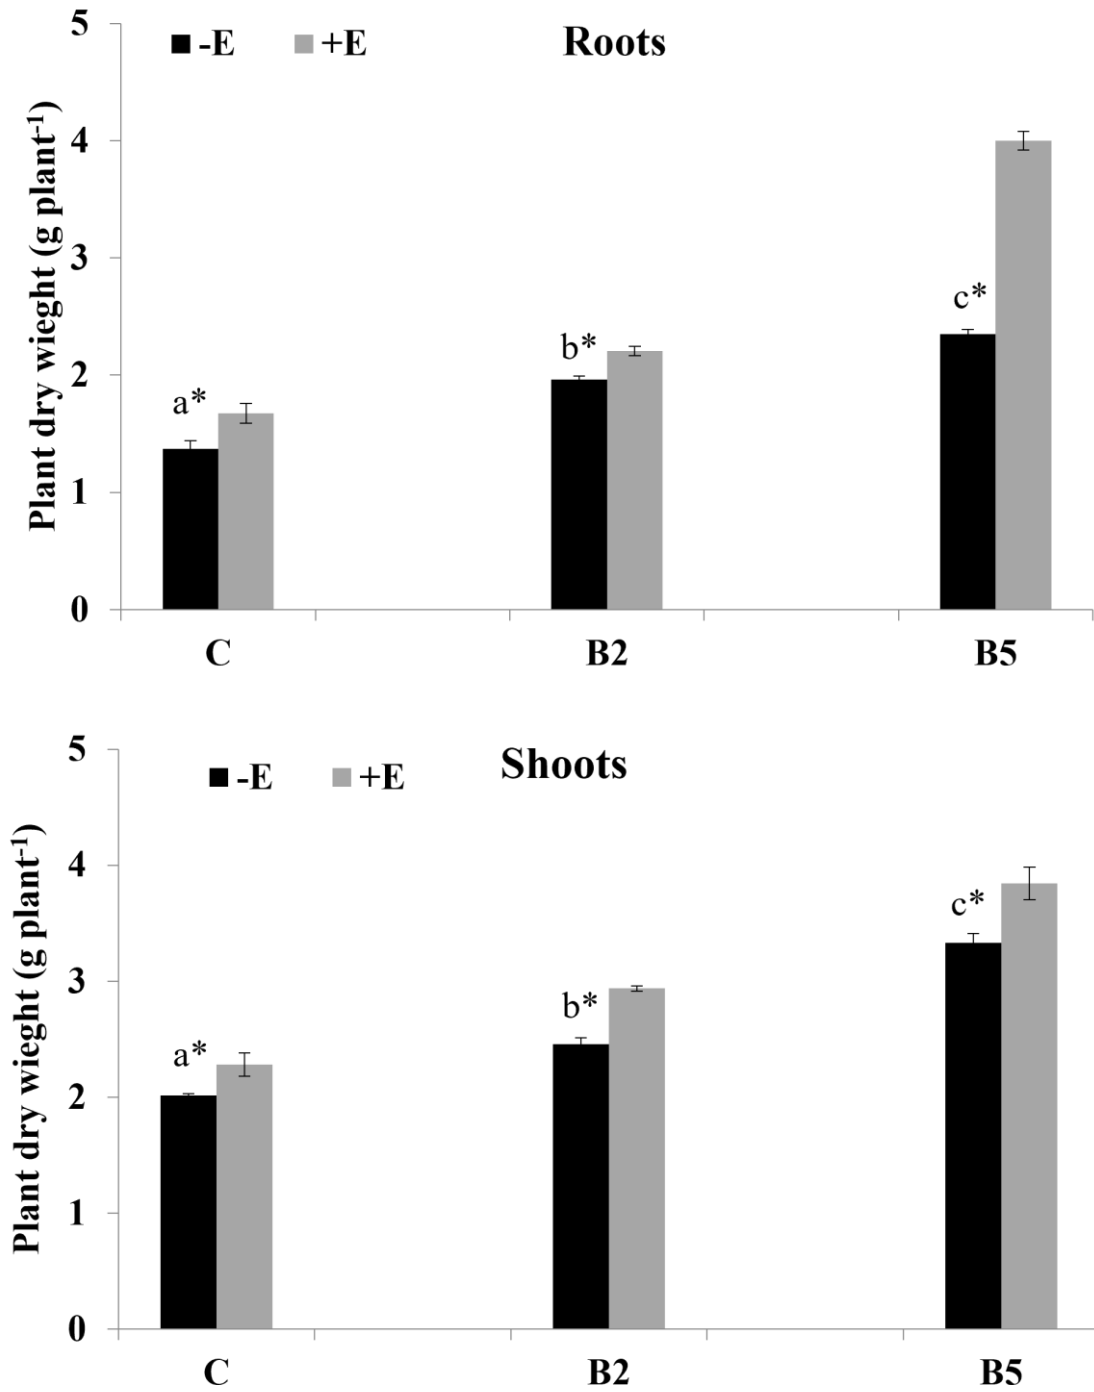 Roots
-E +E
Plant dry wieght (g plant-1)
5
4
3
2
1
0
a*
b*
c*
C B2 B5
Shoots
-E +E
Plant dry wieght (g plant-1)
5
4
3
2
1
0
a*
b*
c*
C B2 B5